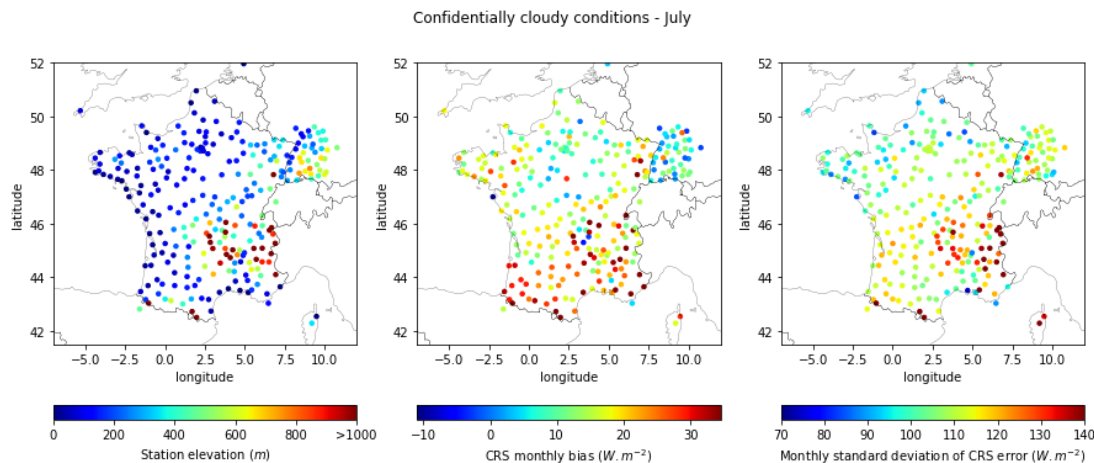 Confidentially cloudy conditions - July
52
50
48
46
44
42
latitude
−5.0 −2.5 0.0 2.5 5.0 7.5 10.0
longitude
0 200 400 600 800 >1000
Station elevation (m)
52
50
48
46
44
42
latitude
−5.0 −2.5 0.0 2.5 5.0 7.5 10.0
longitude
−10 0 10 20 30
CRS monthly bias (W.m⁻²)
52
50
48
46
44
42
latitude
−5.0 −2.5 0.0 2.5 5.0 7.5 10.0
longitude
70 80 90 100 110 120 130 140
Monthly standard deviation of CRS error (W.m⁻²)